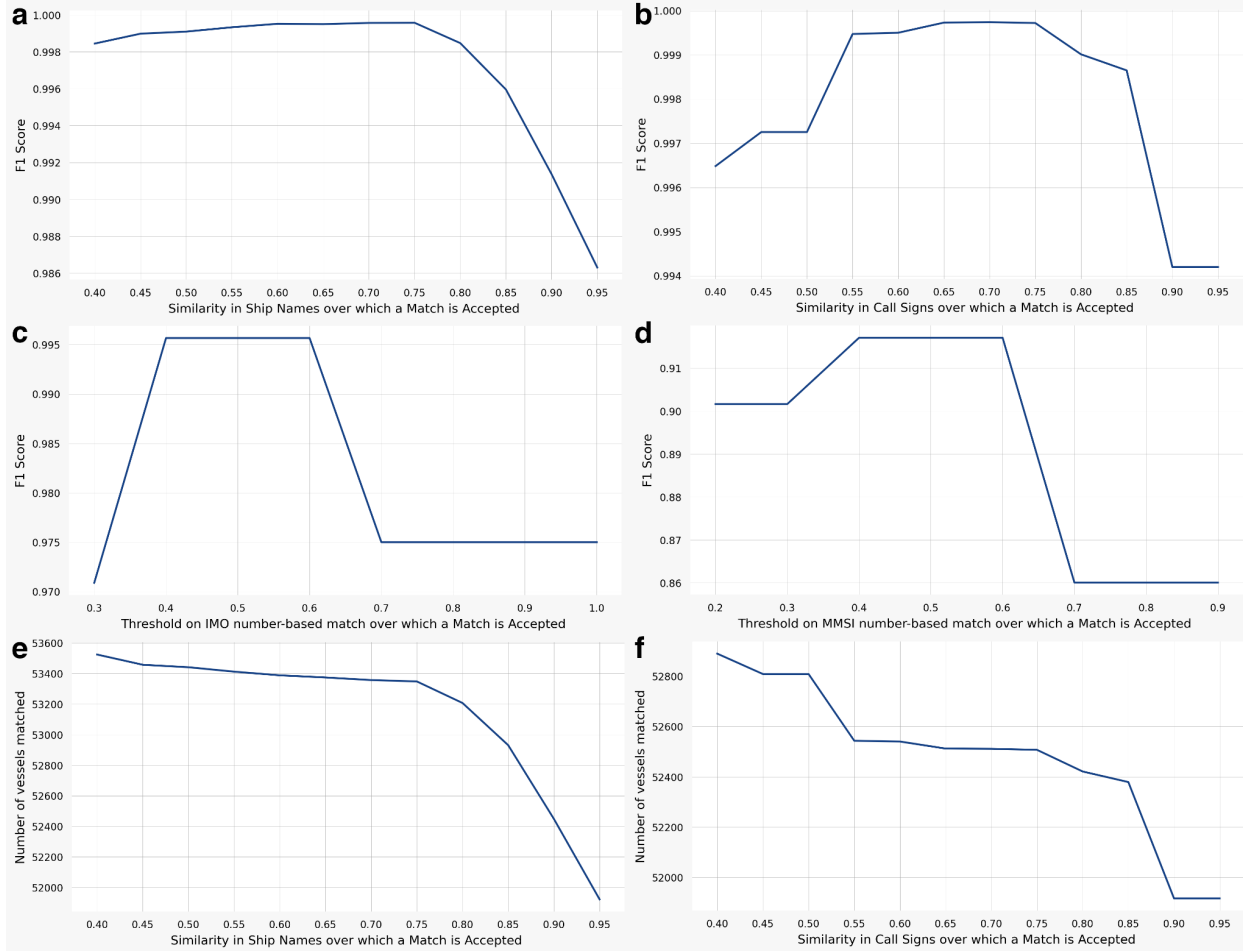 a
1.000
0.998
0.996
0.994
0.992
0.990
0.988
0.986
F1 Score
0.40 0.45 0.50 0.55 0.60 0.65 0.70 0.75 0.80 0.85 0.90 0.95
Similarity in Ship Names over which a Match is Accepted
b
1.000
0.999
0.998
0.997
0.996
0.995
0.994
F1 Score
0.40 0.45 0.50 0.55 0.60 0.65 0.70 0.75 0.80 0.85 0.90 0.95
Similarity in Call Signs over which a Match is Accepted
c
0.995
0.990
0.985
0.980
0.975
0.970
F1 Score
0.3 0.4 0.5 0.6 0.7 0.8 0.9 1.0
Threshold on IMO number-based match over which a Match is Accepted
d
0.91
0.90
0.89
0.88
0.87
0.86
F1 Score
0.2 0.3 0.4 0.5 0.6 0.7 0.8 0.9
Threshold on MMSI number-based match over which a Match is Accepted
e
53600
53400
53200
53000
52800
52600
52400
52200
52000
Number of vessels matched
0.40 0.45 0.50 0.55 0.60 0.65 0.70 0.75 0.80 0.85 0.90 0.95
Similarity in Ship Names over which a Match is Accepted
f
52800
52600
52400
52200
52000
Number of vessels matched
0.40 0.45 0.50 0.55 0.60 0.65 0.70 0.75 0.80 0.85 0.90 0.95
Similarity in Call Signs over which a Match is Accepted